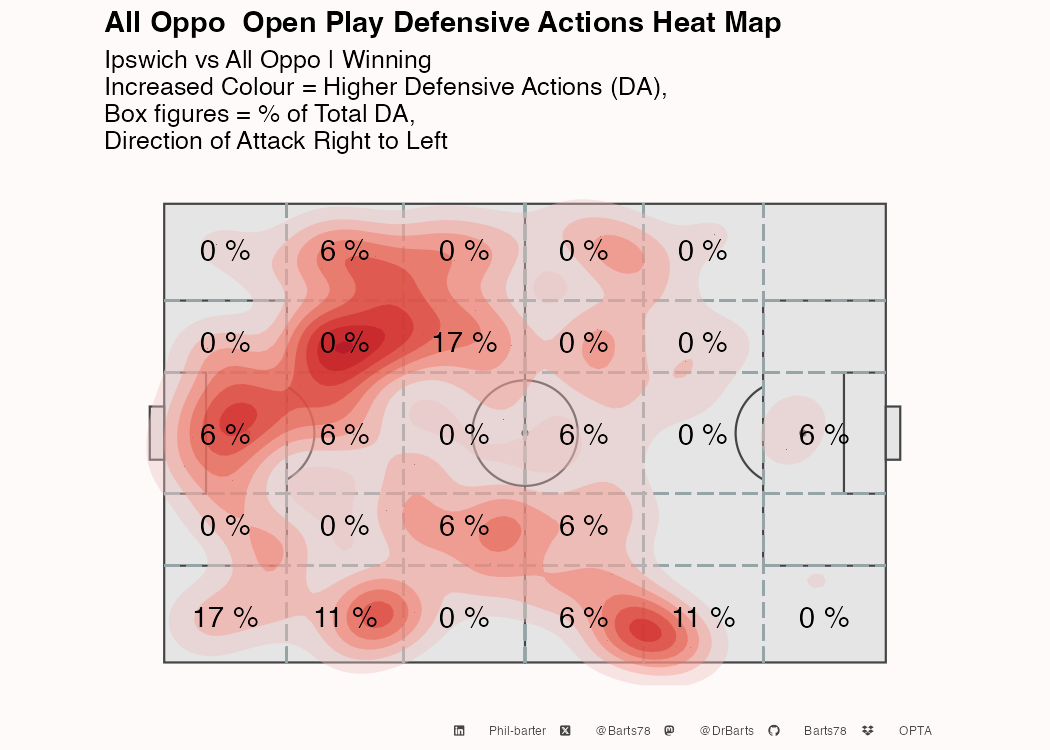 All Oppo  Open Play Defensive Actions Heat Map
Ipswich vs All Oppo | Winning
Increased Colour = Higher Defensive Actions (DA),
Box figures = % of Total DA,
Direction of Attack Right to Left
0 % 6 % 0 % 0 % 0 %
0 % 0 % 17 % 0 % 0 %
6 % 6 % 0 % 6 % 0 % 6 %
0 % 0 % 6 % 6 %
17 % 11 % 0 % 6 % 11 % 0 %
Phil-barter @Barts78 @DrBarts Barts78 OPTA